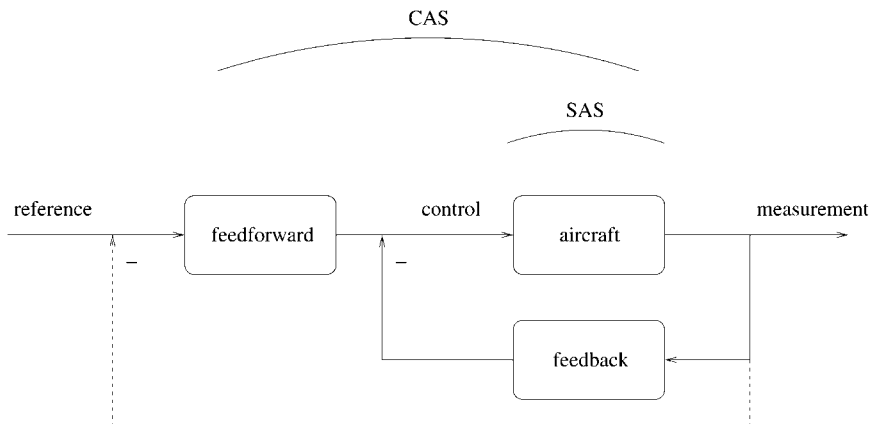 CAS
SAS
reference
control
measurement
feedforward
aircraft
–
–
feedback